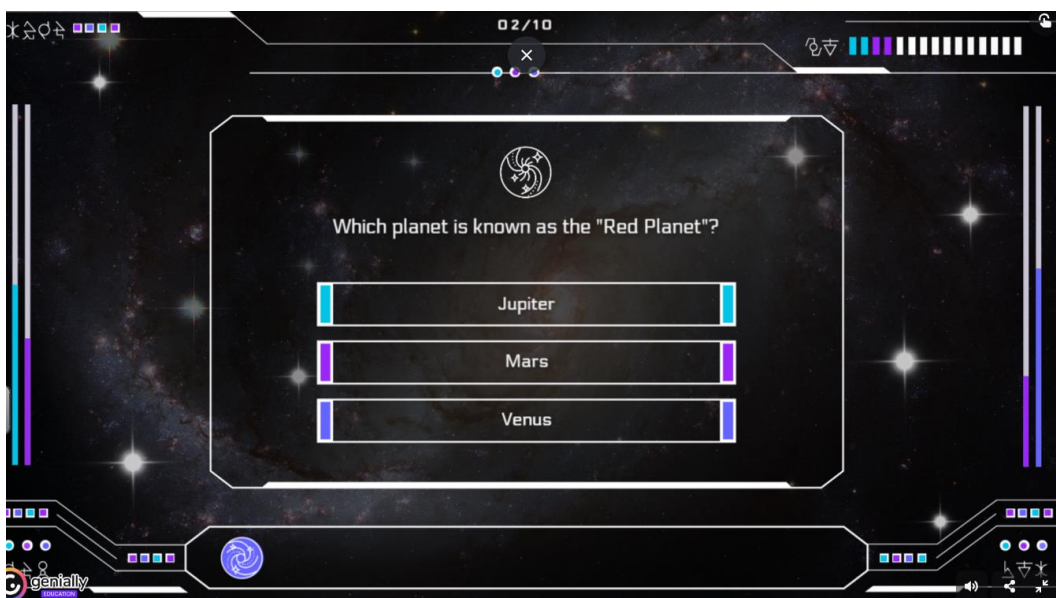 02/10
Which planet is known as the "Red Planet"?
Jupiter
Mars
Venus
genially
EDUCATION